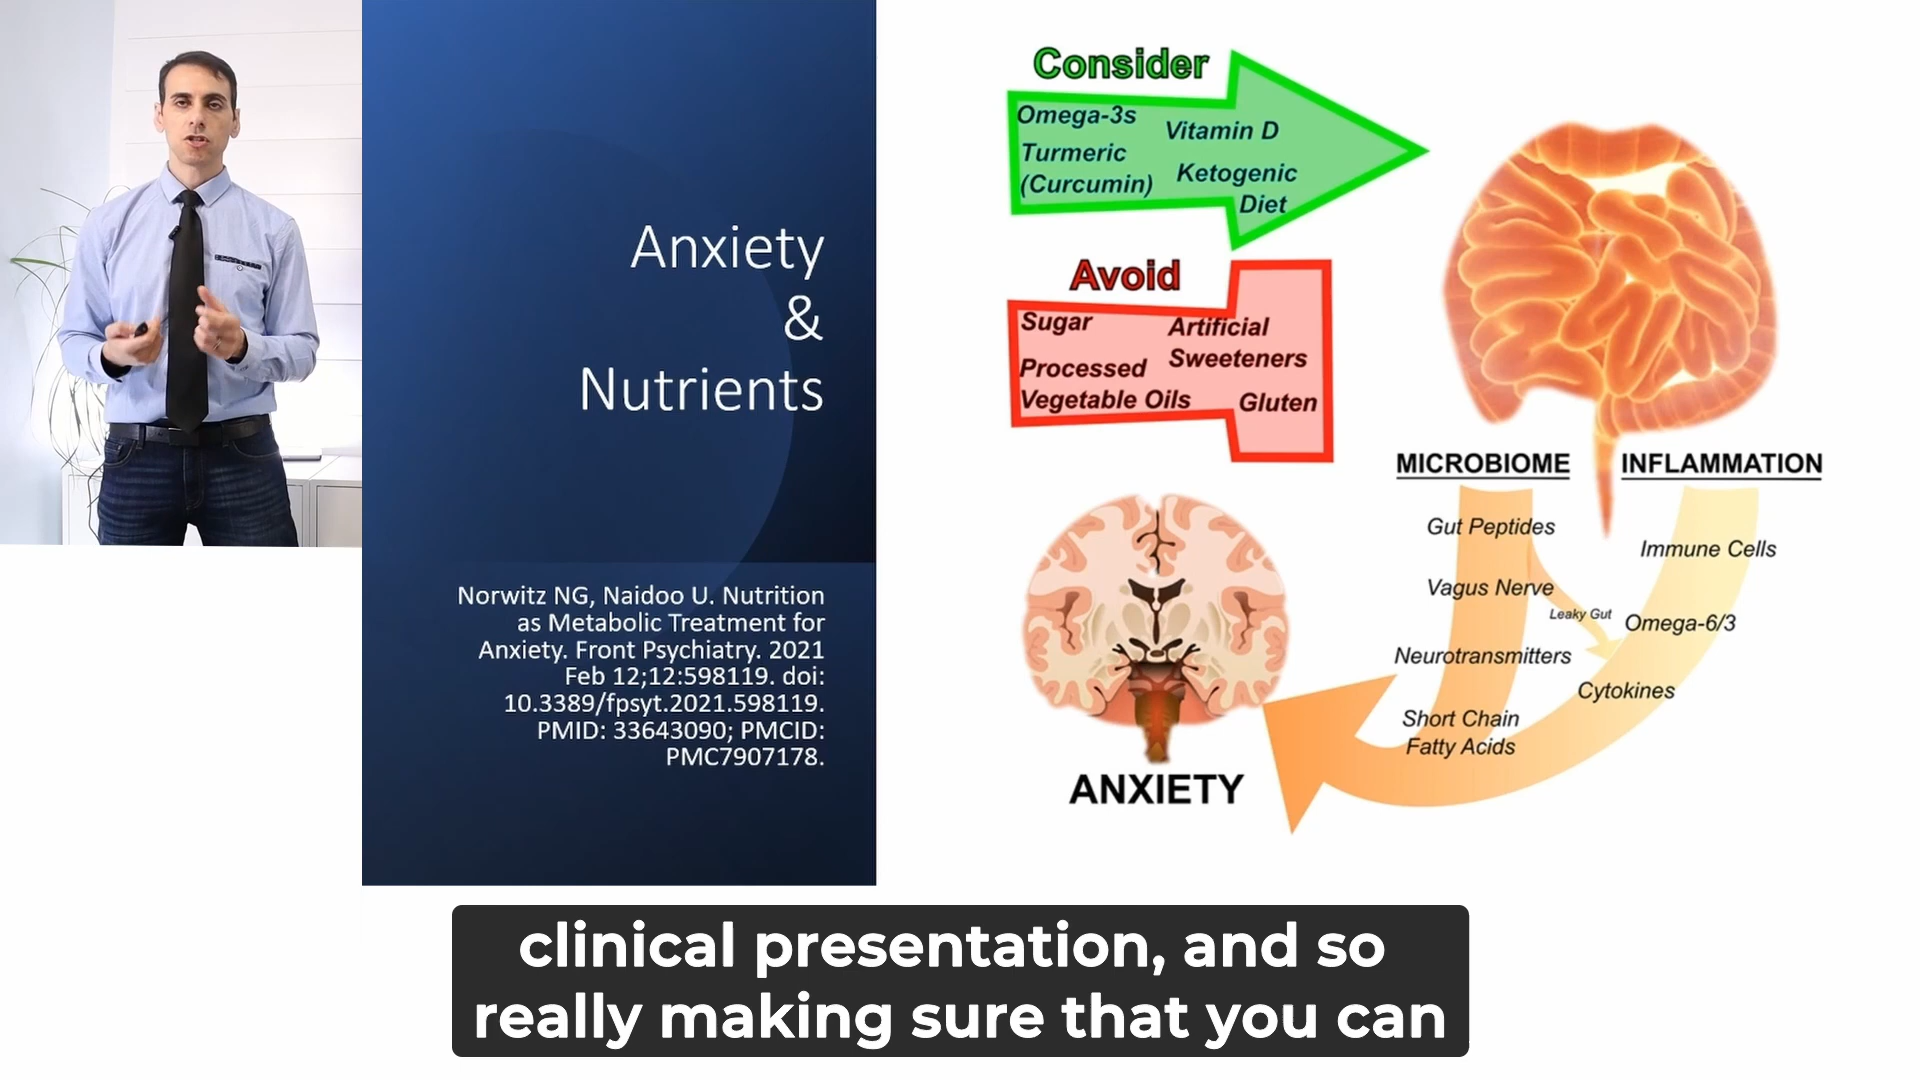 Anxiety
&
Nutrients
Norwitz NG, Naidoo U. Nutrition
as Metabolic Treatment for
Anxiety. Front Psychiatry. 2021
Feb 12;12:598119. doi:
10.3389/fpsyt.2021.598119.
PMID: 33643090; PMCID:
PMC7907178.
Consider
Omega-3s
Turmeric
(Curcumin)
Vitamin D
Ketogenic
Diet
Avoid
Sugar
Processed
Vegetable Oils
Artificial
Sweeteners
Gluten
MICROBIOME
Gut Peptides
Vagus Nerve
Leaky Gut
Neurotransmitters
Short Chain
Fatty Acids
INFLAMMATION
Immune Cells
Omega-6/3
Cytokines
ANXIETY
clinical presentation, and so
really making sure that you can